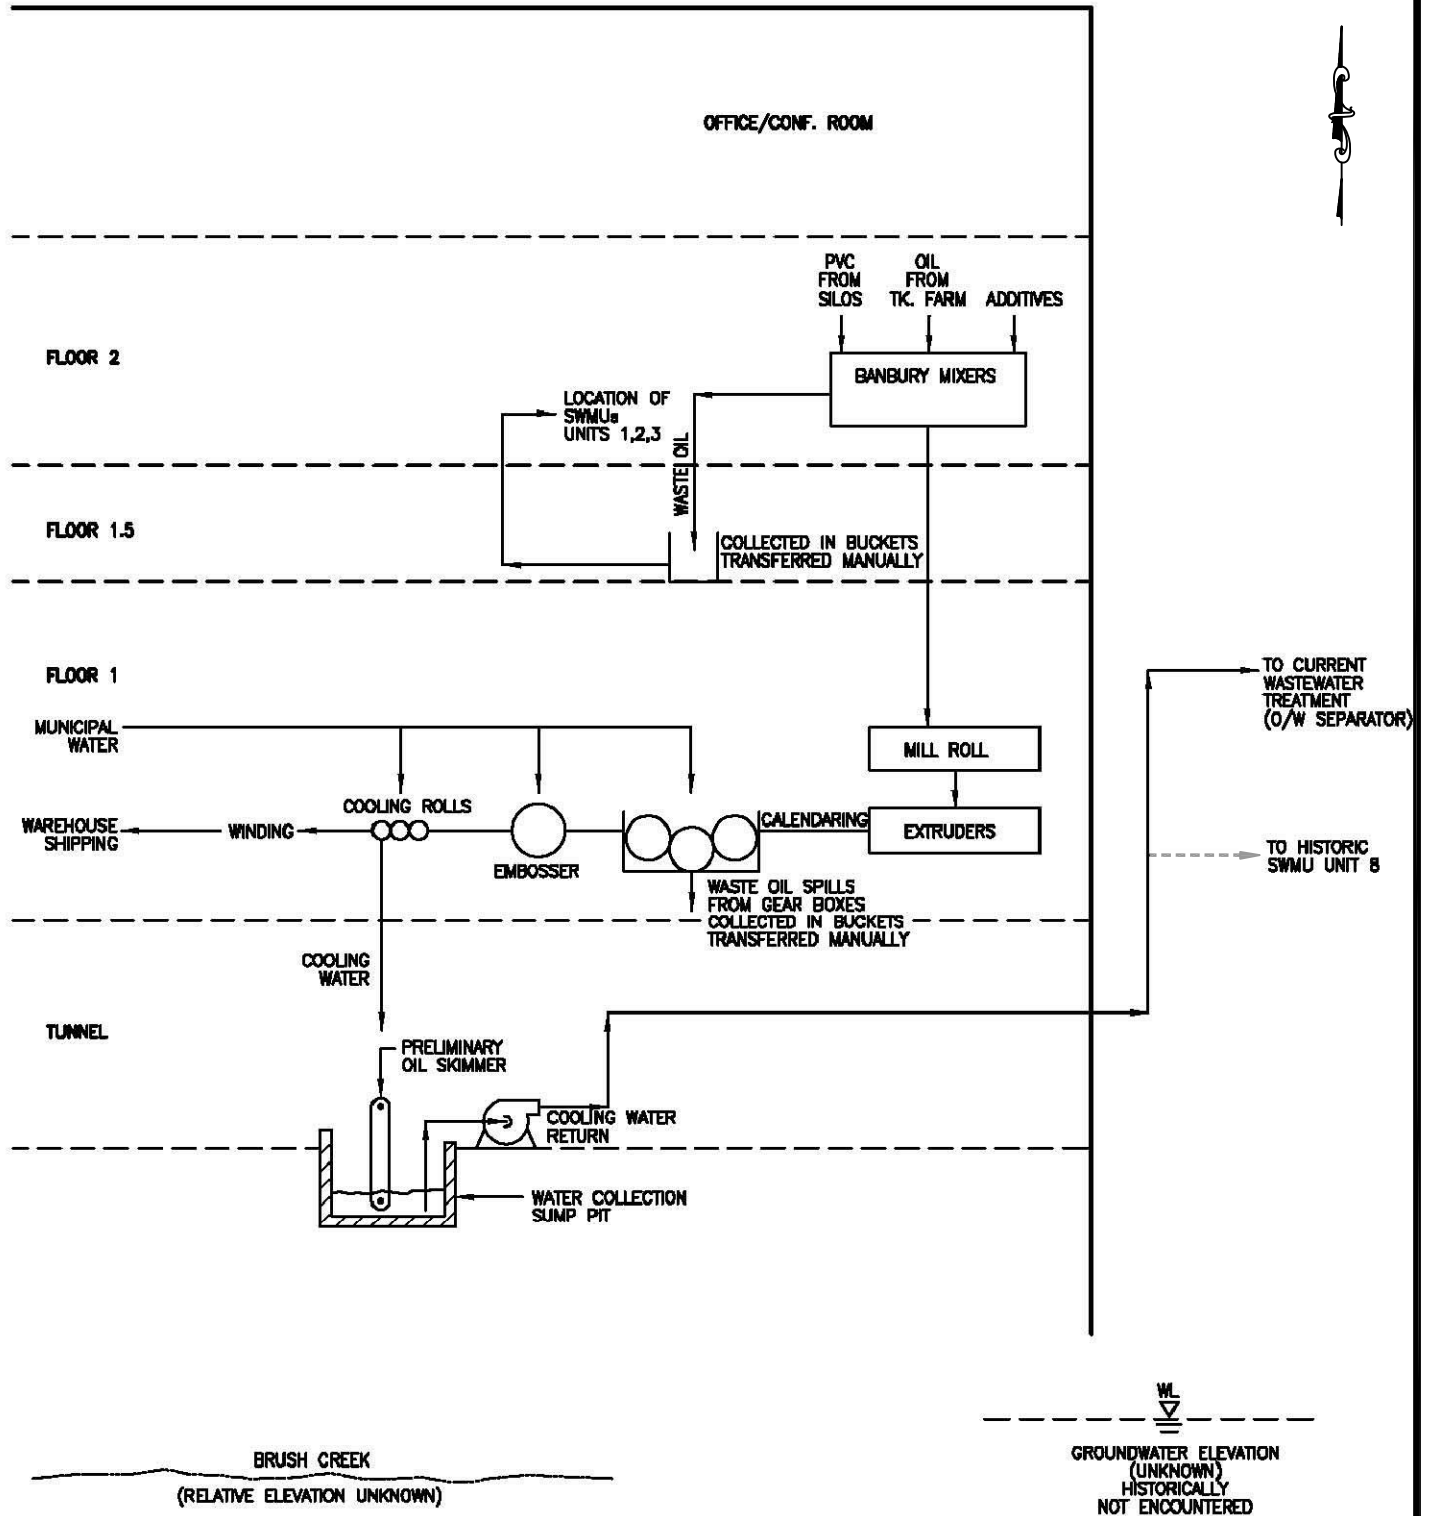 OFFICE/CONF. ROOM
PVC
FROM
SILOS
OIL
FROM
TK. FARM
ADDITIVES
FLOOR 2
BANBURY MIXERS
LOCATION OF
SWMUs
UNITS 1,2,3
WASTE OIL
FLOOR 1.5
COLLECTED IN BUCKETS
TRANSFERRED MANUALLY
FLOOR 1
TO CURRENT
WASTEWATER
TREATMENT
(O/W SEPARATOR)
MUNICIPAL
WATER
MILL ROLL
COOLING ROLLS
WAREHOUSE
SHIPPING
WINDING
EMBOSSER
CALENDARING
EXTRUDERS
TO HISTORIC
SWMU UNIT 8
WASTE OIL SPILLS
FROM GEAR BOXES
COLLECTED IN BUCKETS
TRANSFERRED MANUALLY
COOLING
WATER
TUNNEL
PRELIMINARY
OIL SKIMMER
COOLING WATER
RETURN
WATER COLLECTION
SUMP PIT
WL
GROUNDWATER ELEVATION
(UNKNOWN)
HISTORICALLY
NOT ENCOUNTERED
BRUSH CREEK
(RELATIVE ELEVATION UNKNOWN)